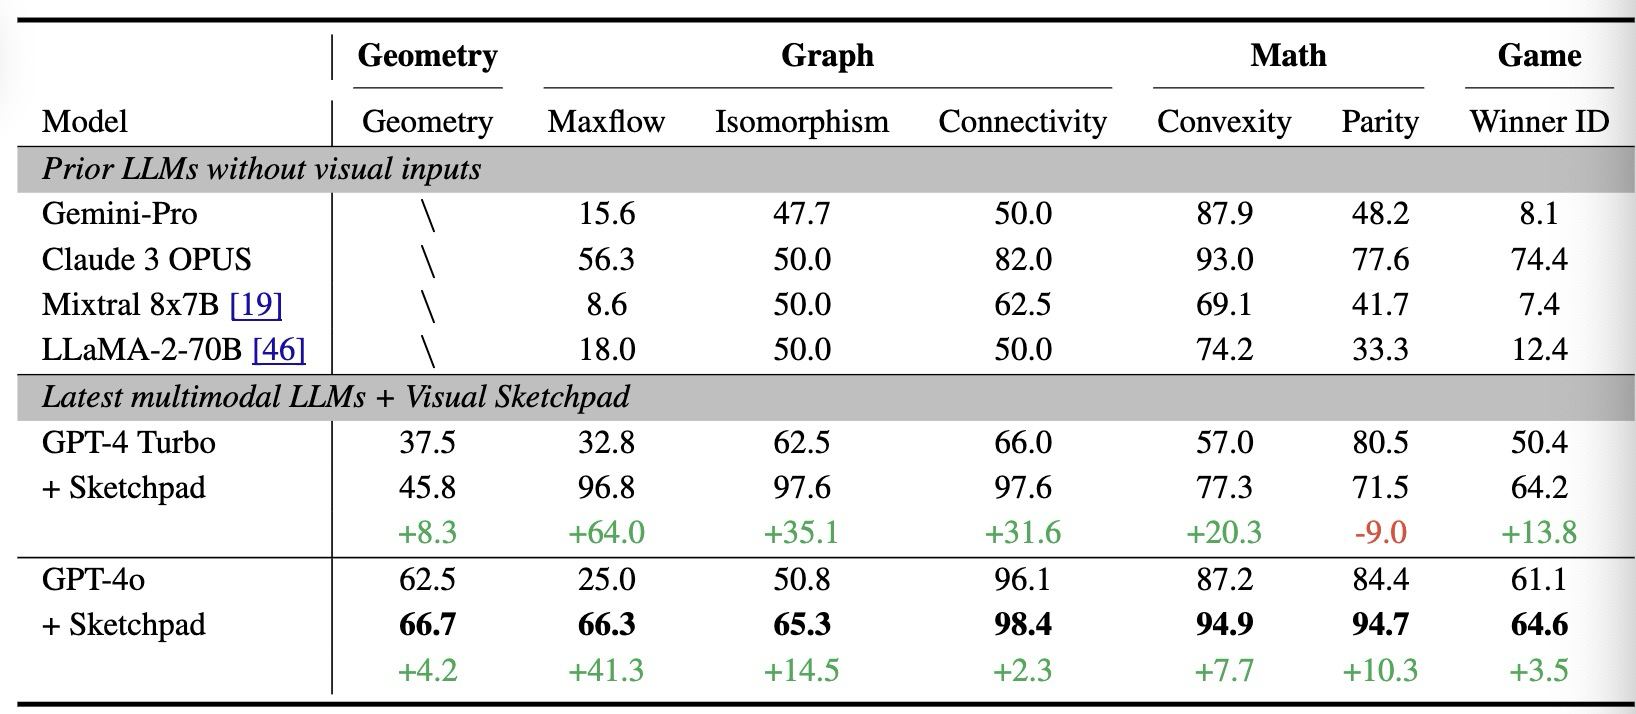 Geometry Graph Math Game
Model Geometry Maxflow Isomorphism Connectivity Convexity Parity Winner ID
Prior LLMs without visual inputs
Gemini-Pro \ 15.6 47.7 50.0 87.9 48.2 8.1
Claude 3 OPUS \ 56.3 50.0 82.0 93.0 77.6 74.4
Mixtral 8x7B [19] \ 8.6 50.0 62.5 69.1 41.7 7.4
LLaMA-2-70B [46] \ 18.0 50.0 50.0 74.2 33.3 12.4
Latest multimodal LLMs + Visual Sketchpad
GPT-4 Turbo 37.5 32.8 62.5 66.0 57.0 80.5 50.4
+ Sketchpad 45.8 96.8 97.6 97.6 77.3 71.5 64.2
+8.3 +64.0 +35.1 +31.6 +20.3 -9.0 +13.8
GPT-4o 62.5 25.0 50.8 96.1 87.2 84.4 61.1
+ Sketchpad 66.7 66.3 65.3 98.4 94.9 94.7 64.6
+4.2 +41.3 +14.5 +2.3 +7.7 +10.3 +3.5